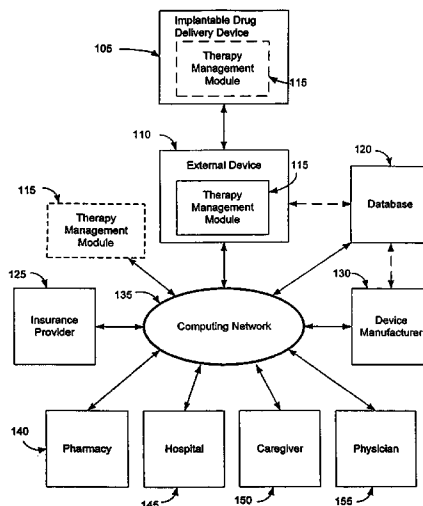 Implantable Drug
Delivery Device
105
Therapy
Management
Module
115
110
External Device
115
Therapy
Management
Module
120
Database
115
Therapy
Management
Module
125
Insurance
Provider
135
Computing Network
130
Device
Manufacturer
140
Pharmacy
Hospital
145
Caregiver
150
Physician
155